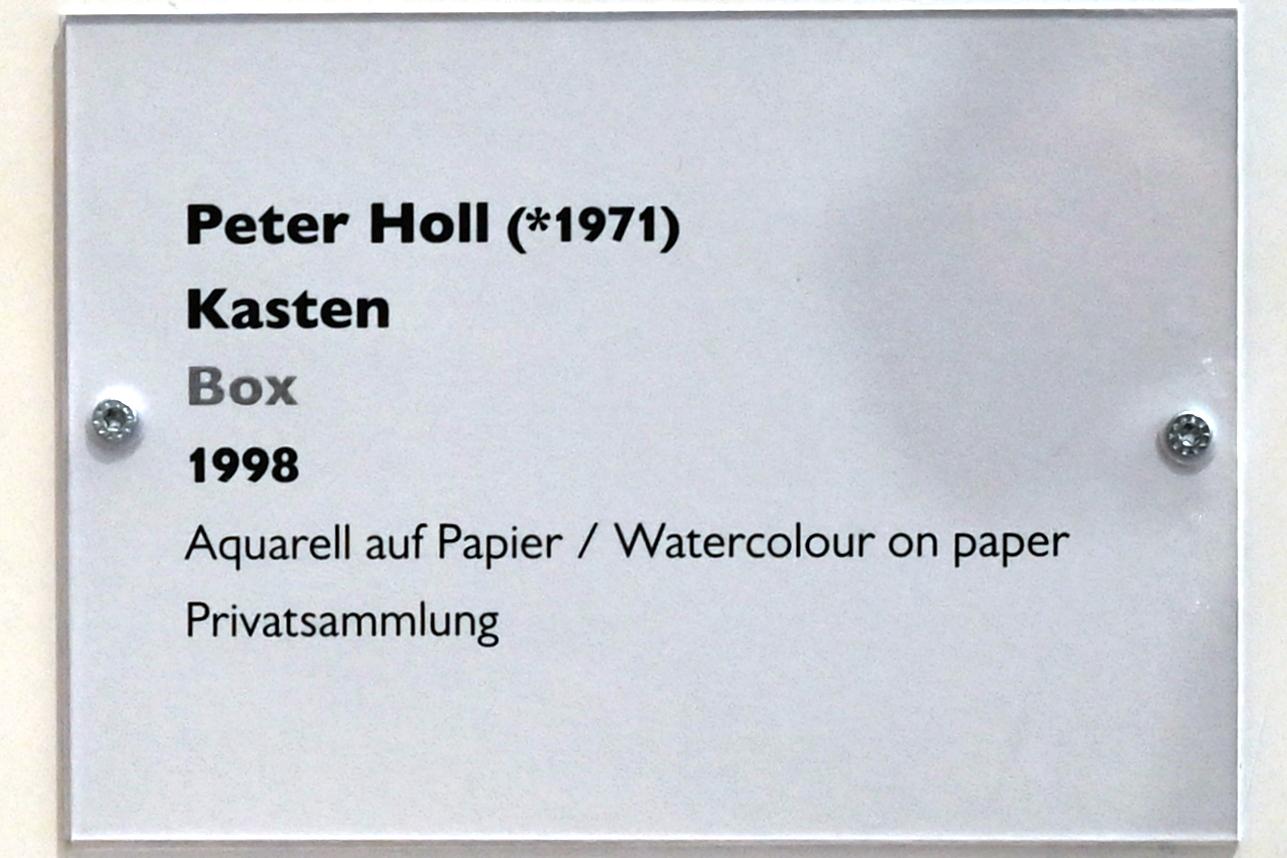 Peter Holl (*1971)
Kasten
Box
1998
Aquarell auf Papier / Watercolour on paper
Privatsammlung